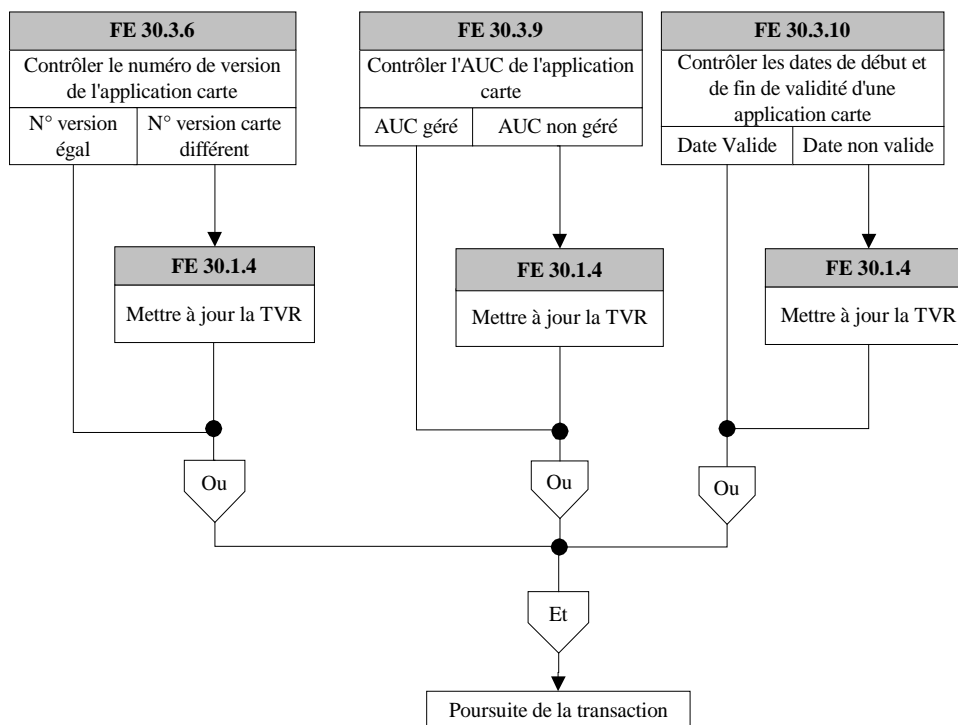 FE 30.3.6
Contrôler le numéro de version
de l'application carte
N° version
égal
N° version carte
différent
FE 30.3.9
Contrôler l'AUC de l'application
carte
AUC géré
AUC non géré
FE 30.3.10
Contrôler les dates de début et
de fin de validité d'une
application carte
Date Valide
Date non valide
FE 30.1.4
Mettre à jour la TVR
FE 30.1.4
Mettre à jour la TVR
FE 30.1.4
Mettre à jour la TVR
Ou
Ou
Ou
Et
Poursuite de la transaction